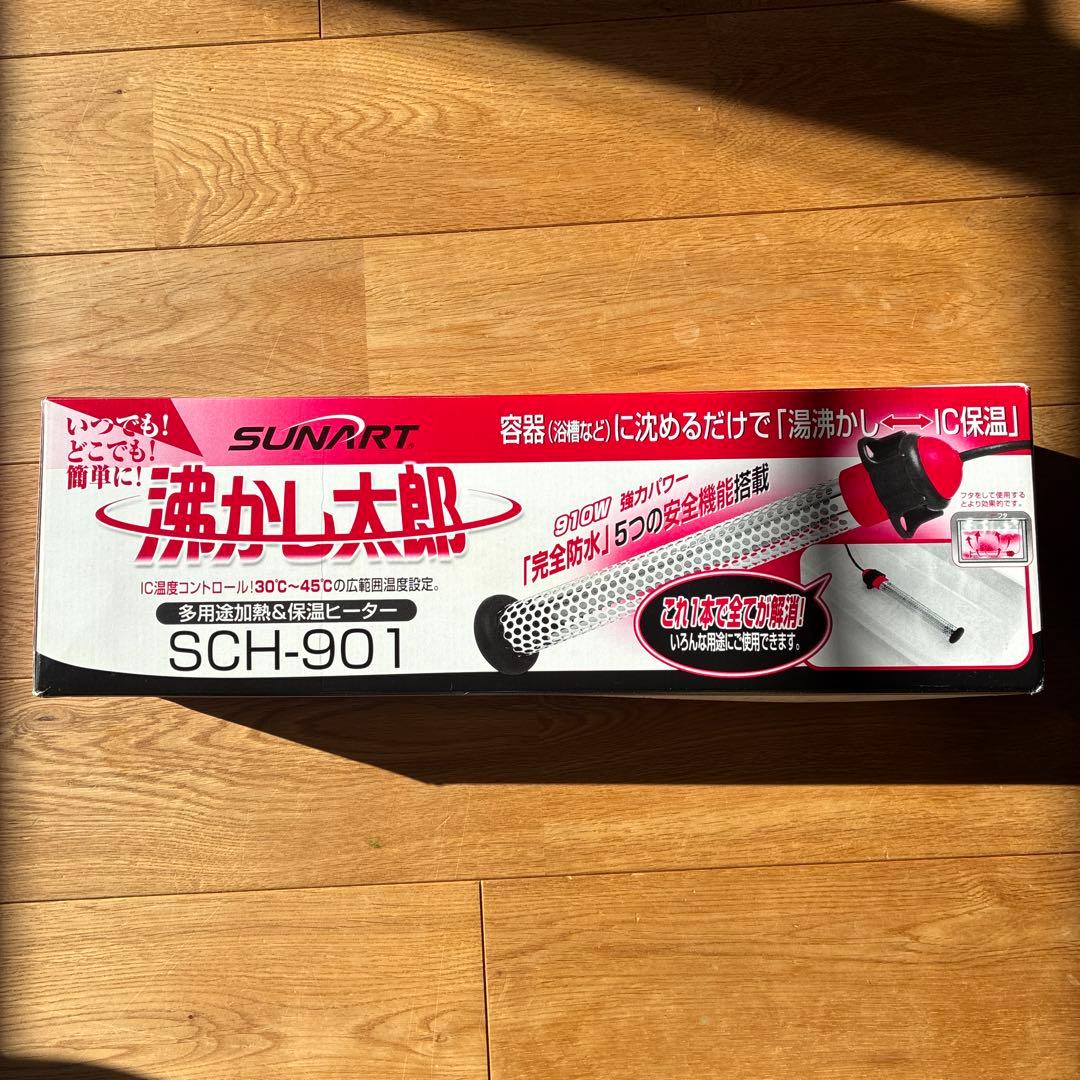 いつでも!
どこでも!
簡単に!
SUNART
容器(浴槽など)に沈めるだけで「湯沸かし⟷IC保温」
沸かし太郎
910W 強力パワー
「完全防水」5つの安全機能搭載
フタをして使用する
とより効果的です。
フタ
IC温度コントロール!30℃〜45℃の広範囲温度設定。
多用途加熱&保温ヒーター
SCH-901
これ1本で全てが解消!
いろんな用途にご使用できます。